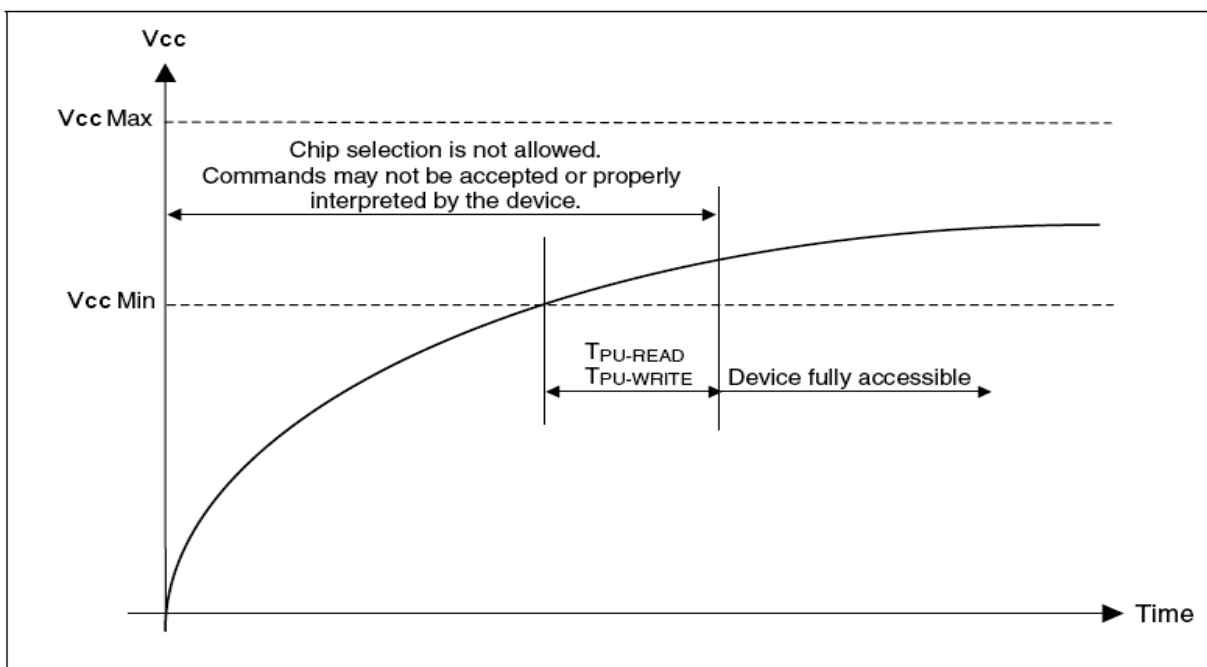 Vcc
Vcc Max
Chip selection is not allowed.
Commands may not be accepted or properly
interpreted by the device.
Vcc Min
TPU-READ
TPU-WRITE
Device fully accessible
Time